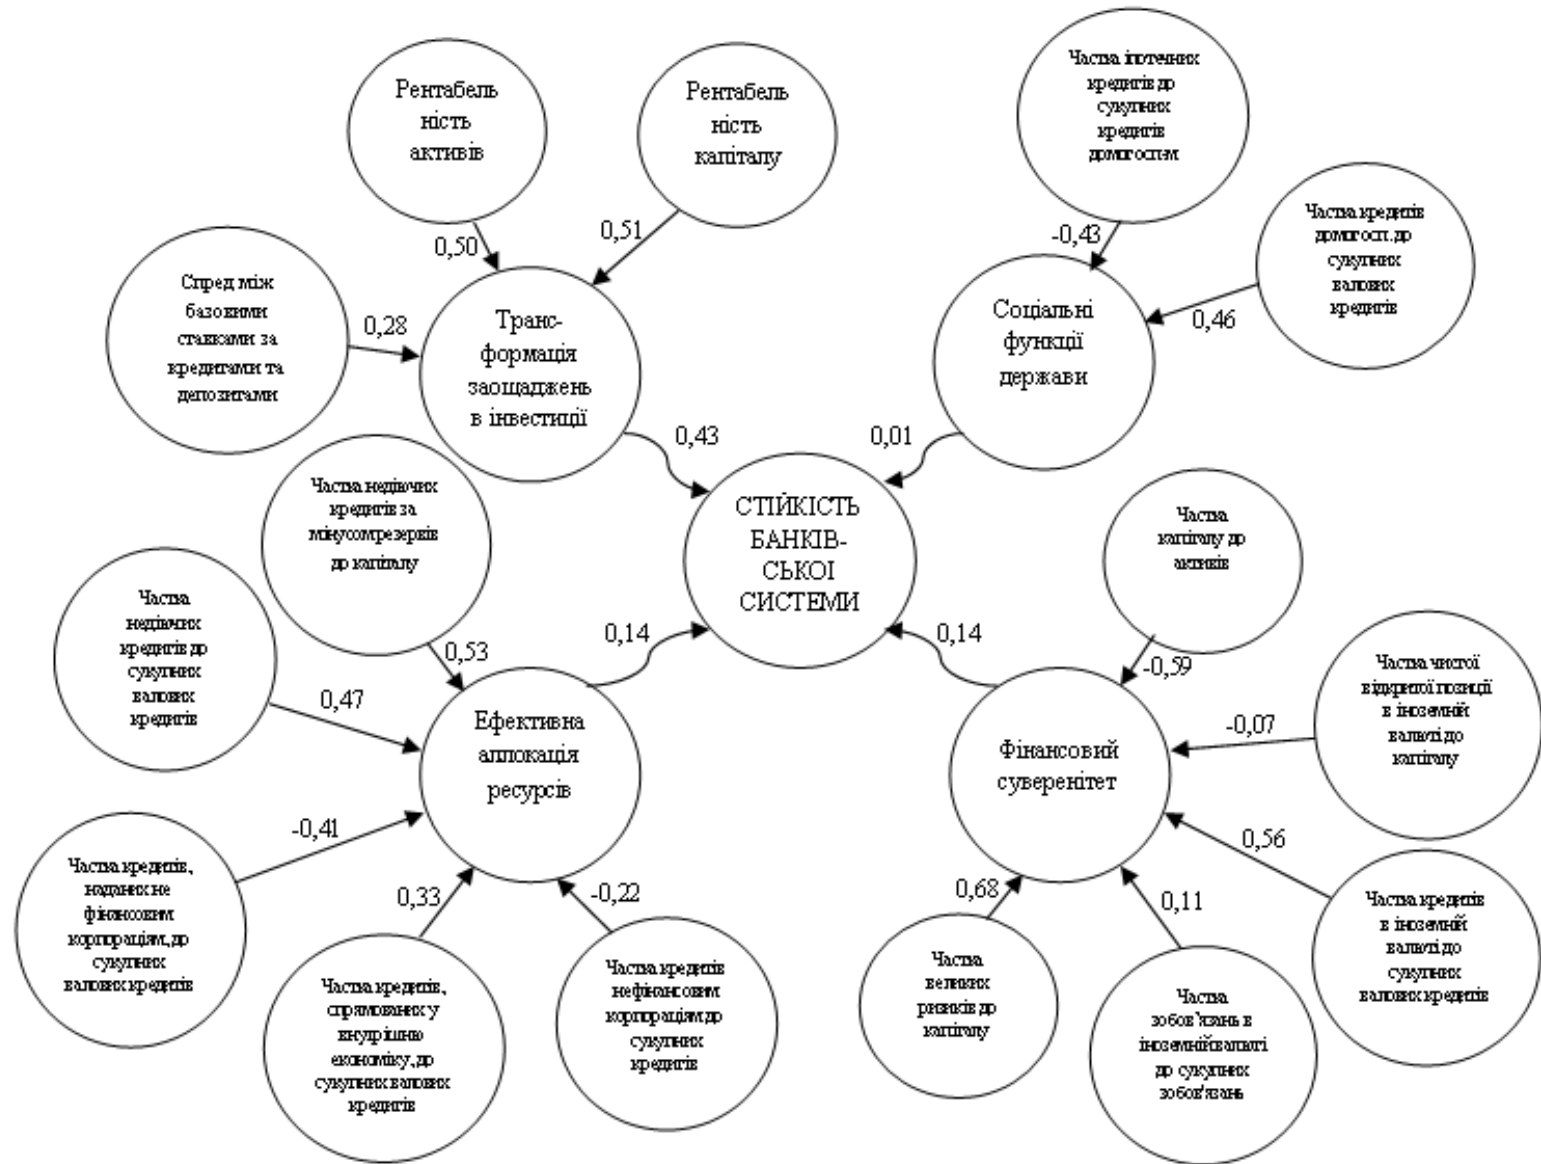 Рентабель
ність
активів
Рентабель
ність
капіталу
Частка іпотечних
кредитів до
сукупних
кредитів
домогосп-м
Частка кредитів
домогосп. до
сукупних
валових
кредитів
0,50
0,51
-0,43
0,46
Спред між
базовими
ставками за
кредитами та
депозитами
0,28
Транс-
формація
заощаджень
в інвестиції
Соціальні
функції
держави
0,43
0,01
Частка недіючих
кредитів за
мінусом резервів
до капіталу
СТІЙКІСТЬ
БАНКІВ-
СЬКОІ
СИСТЕМИ
Частка
капіталу до
активів
Частка
недіючих
кредитів до
сукупних
валових
кредитів
0,53
0,14
0,14
-0,59
Частка чистої
відкритої позиції
в іноземній
валюті до
капіталу
0,47
-0,07
Ефективна
аллокація
ресурсів
Фінансовий
суверенітет
-0,41
0,56
Частка кредитів,
наданих не
фінансовим
корпораціям, до
сукупних
валових кредитів
0,33
-0,22
0,68
0,11
Частка кредитів
в іноземній
валюті до
сукупних
валових кредитів
Частка кредитів,
спрямованих у
внутрішню
економіку, до
сукупних валових
кредитів
Частка кредитів
нефінансовим
корпораціям до
сукупних
кредитів
Частка
великих
ризиків до
капіталу
Частка
зобов'язань в
іноземній валюті
до сукупних
зобов'язань